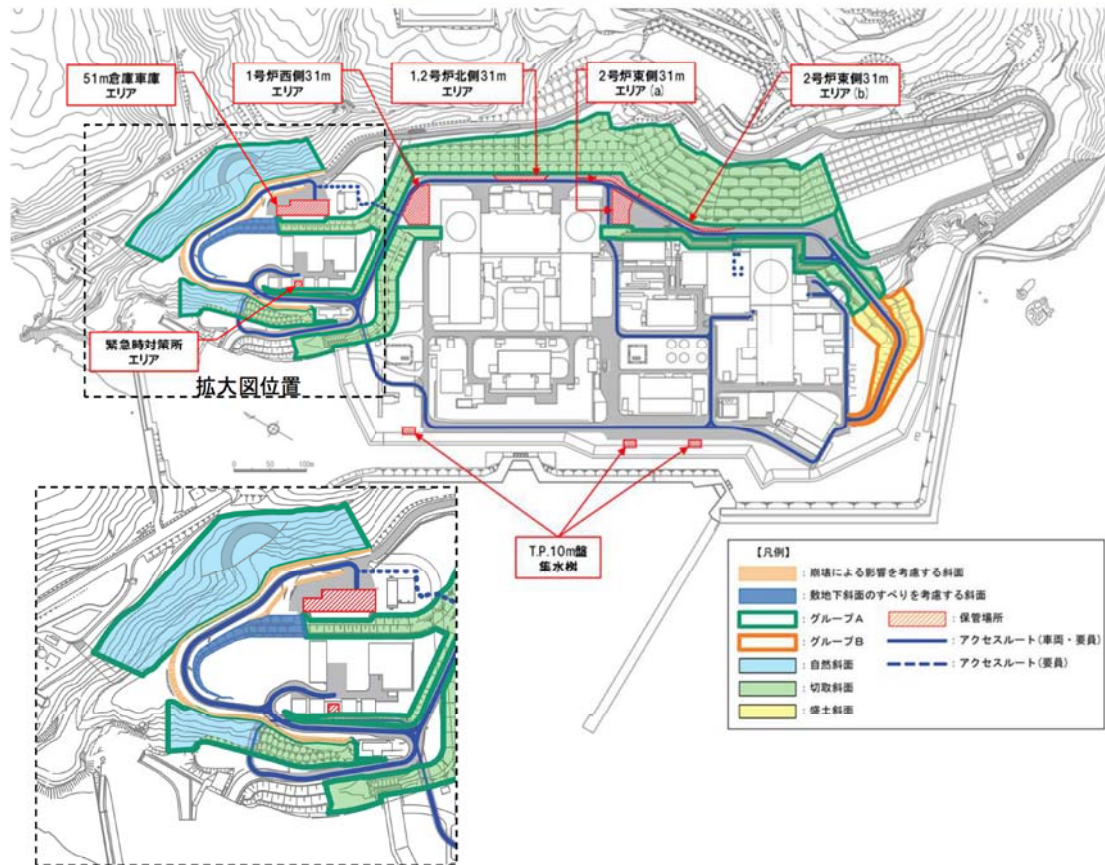 51m倉庫車庫
エリア
1号炉西側31m
エリア
1,2号炉北側31m
エリア
2号炉東側31m
エリア(a)
2号炉東側31m
エリア(b)
緊急時対策所
エリア
拡大図位置
0 50 100m
T.P.10m盤
集水桝
【凡例】
：崩壊による影響を考慮する斜面
：敷地下斜面のすべりを考慮する斜面
：グループA
：グループB
：自然斜面
：切取斜面
：盛土斜面
：保管場所
：アクセスルート(車両・要員)
：アクセスルート(要員)